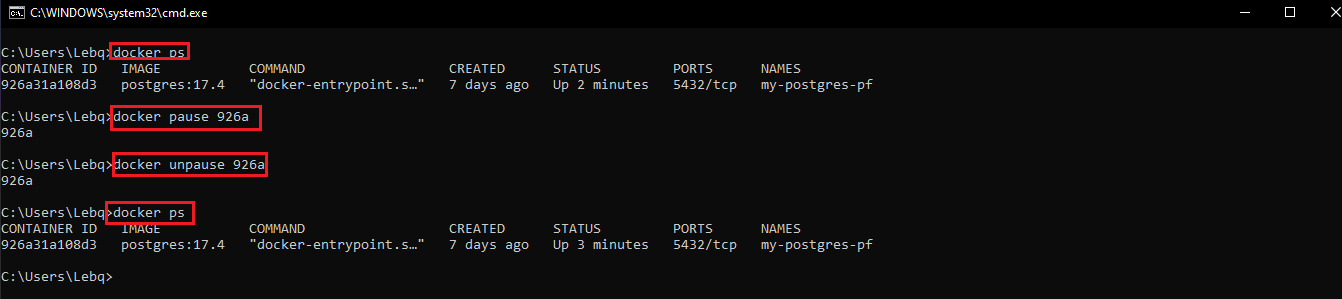 C:\WINDOWS\system32\cmd.exe
C:\Users\Lebq>docker ps
CONTAINER ID   IMAGE           COMMAND                  CREATED      STATUS         PORTS      NAMES
926a31a108d3   postgres:17.4   "docker-entrypoint.s…"   7 days ago   Up 2 minutes   5432/tcp   my-postgres-pf
C:\Users\Lebq>docker pause 926a
926a
C:\Users\Lebq>docker unpause 926a
926a
C:\Users\Lebq>docker ps
CONTAINER ID   IMAGE           COMMAND                  CREATED      STATUS         PORTS      NAMES
926a31a108d3   postgres:17.4   "docker-entrypoint.s…"   7 days ago   Up 3 minutes   5432/tcp   my-postgres-pf
C:\Users\Lebq>